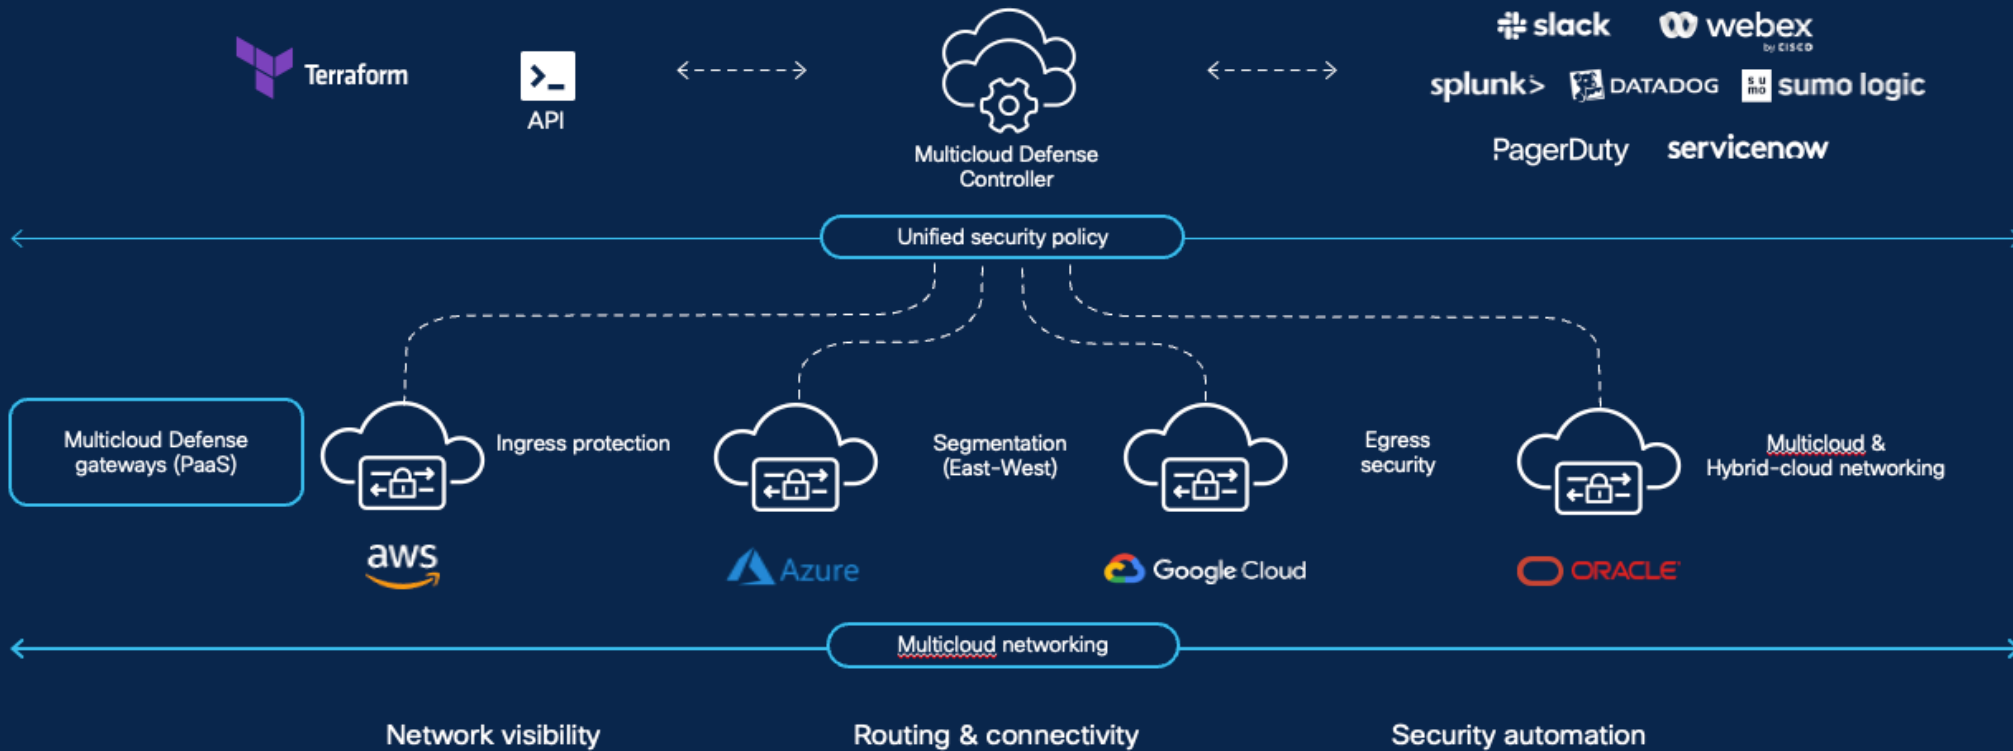 slack
webex
by CISCO
Terraform
splunk>
DATADOG
su
mo
sumo logic
>_
API
Multicloud Defense
Controller
PagerDuty
servicenow
Unified security policy
Multicloud Defense
gateways (PaaS)
Ingress protection
Segmentation
(East-West)
Egress
security
Multicloud &
Hybrid-cloud networking
aws
Azure
Google Cloud
ORACLE
Multicloud networking
Network visibility
Routing & connectivity
Security automation